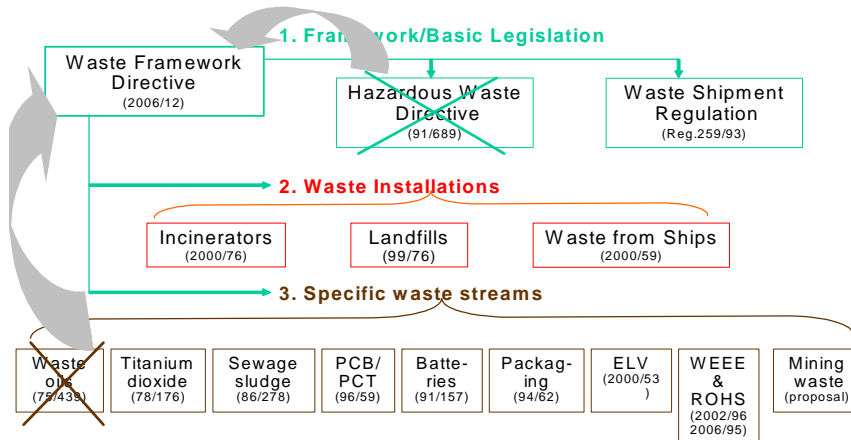 1. Framework/Basic Legislation
Waste Framework
Directive
(2006/12)
Hazardous Waste
Directive
(91/689)
Waste Shipment
Regulation
(Reg.259/93)
2. Waste Installations
Incinerators
(2000/76)
Landfills
(99/76)
Waste from Ships
(2000/59)
3. Specific waste streams
Waste
oils
(75/439)
Titanium
dioxide
(78/176)
Sewage
sludge
(86/278)
PCB/
PCT
(96/59)
Batte-
ries
(91/157)
Packag-
ing
(94/62)
ELV
(2000/53
)
WEEE
&
ROHS
(2002/96
2006/95)
Mining
waste
(proposal)